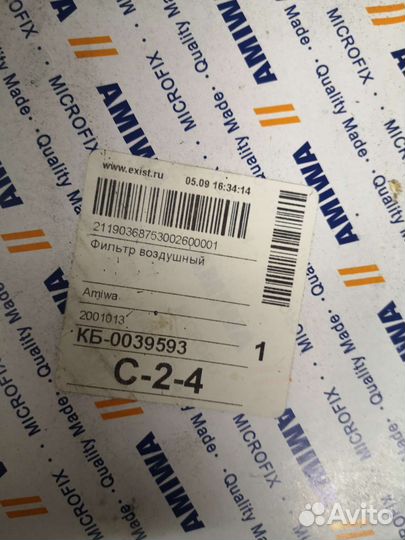 www.exist.ru
05.09 16:34:14
21190368753002600001
Фильтр воздушный
Amiwa
2001013
КБ-0039593
1
C-2-4
AMIWA
MICROFIX
Quality Made
Avito